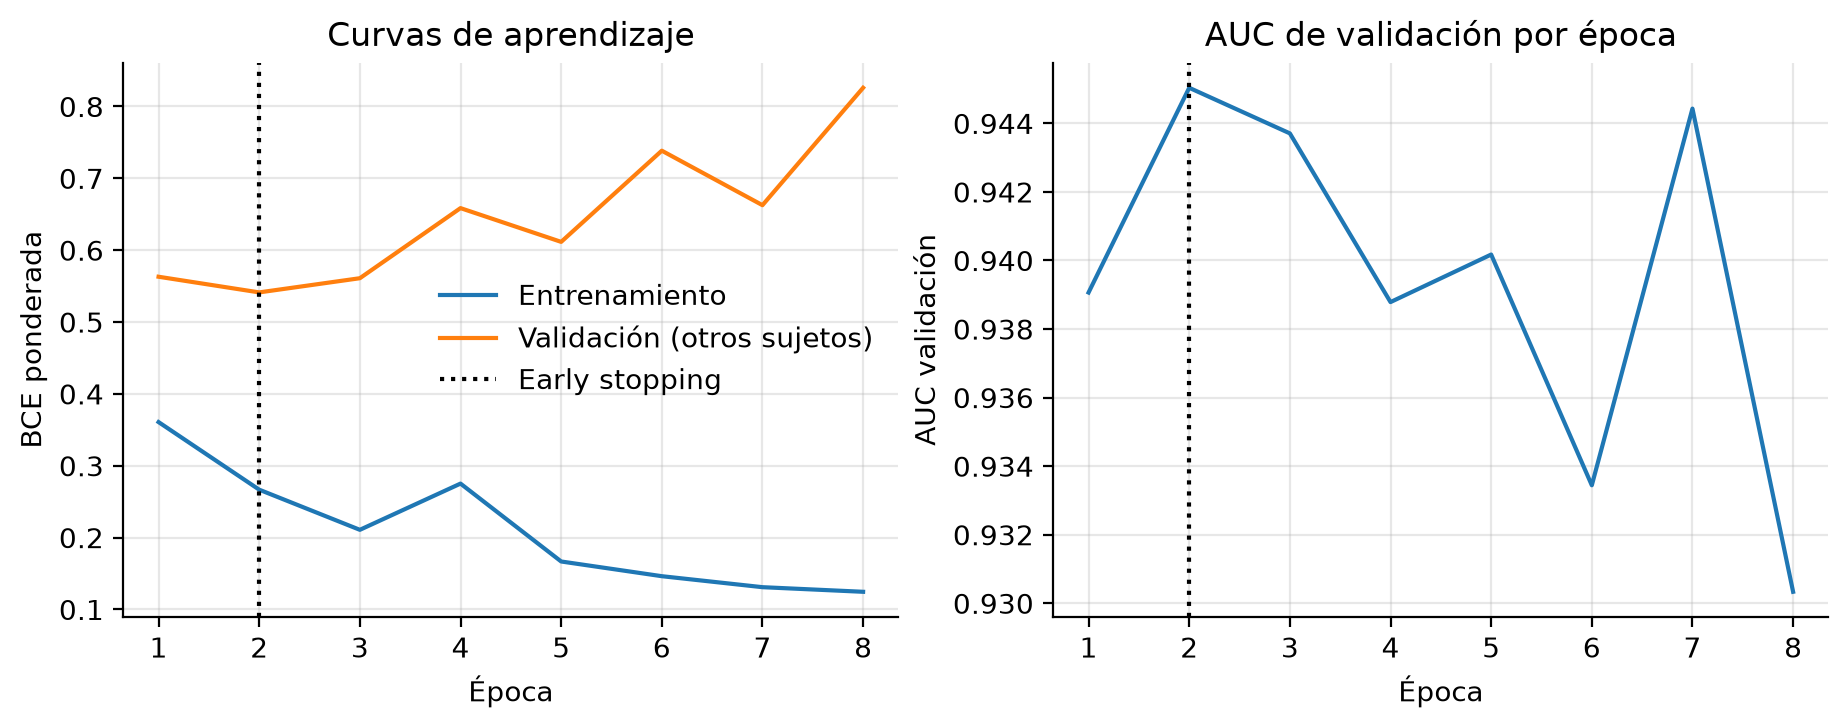 Curvas de aprendizaje
BCE ponderada
0.8
0.7
0.6
0.5
0.4
0.3
0.2
0.1
Entrenamiento
Validación (otros sujetos)
Early stopping
1 2 3 4 5 6 7 8
Época
AUC de validación por época
AUC validación
0.944
0.942
0.940
0.938
0.936
0.934
0.932
0.930
1 2 3 4 5 6 7 8
Época